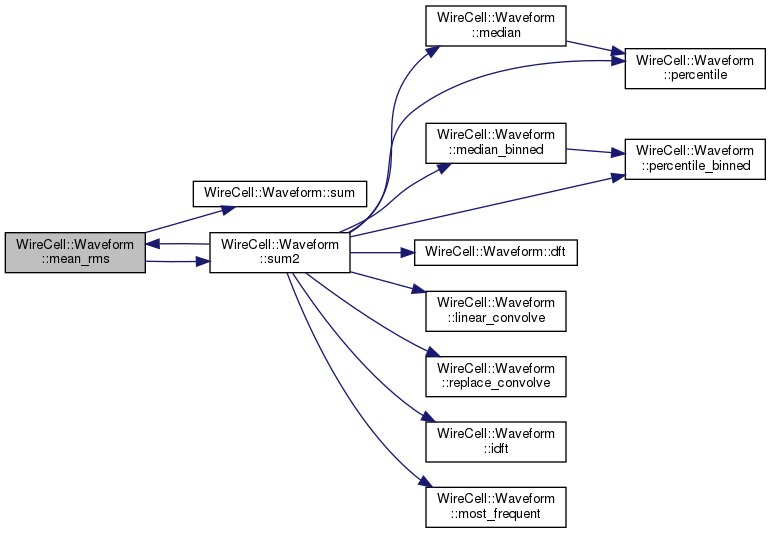 WireCell::Waveform
::mean_rms
WireCell::Waveform::sum
WireCell::Waveform
::sum2
WireCell::Waveform
::median
WireCell::Waveform
::percentile
WireCell::Waveform
::median_binned
WireCell::Waveform
::percentile_binned
WireCell::Waveform::dft
WireCell::Waveform
::linear_convolve
WireCell::Waveform
::replace_convolve
WireCell::Waveform
::idft
WireCell::Waveform
::most_frequent